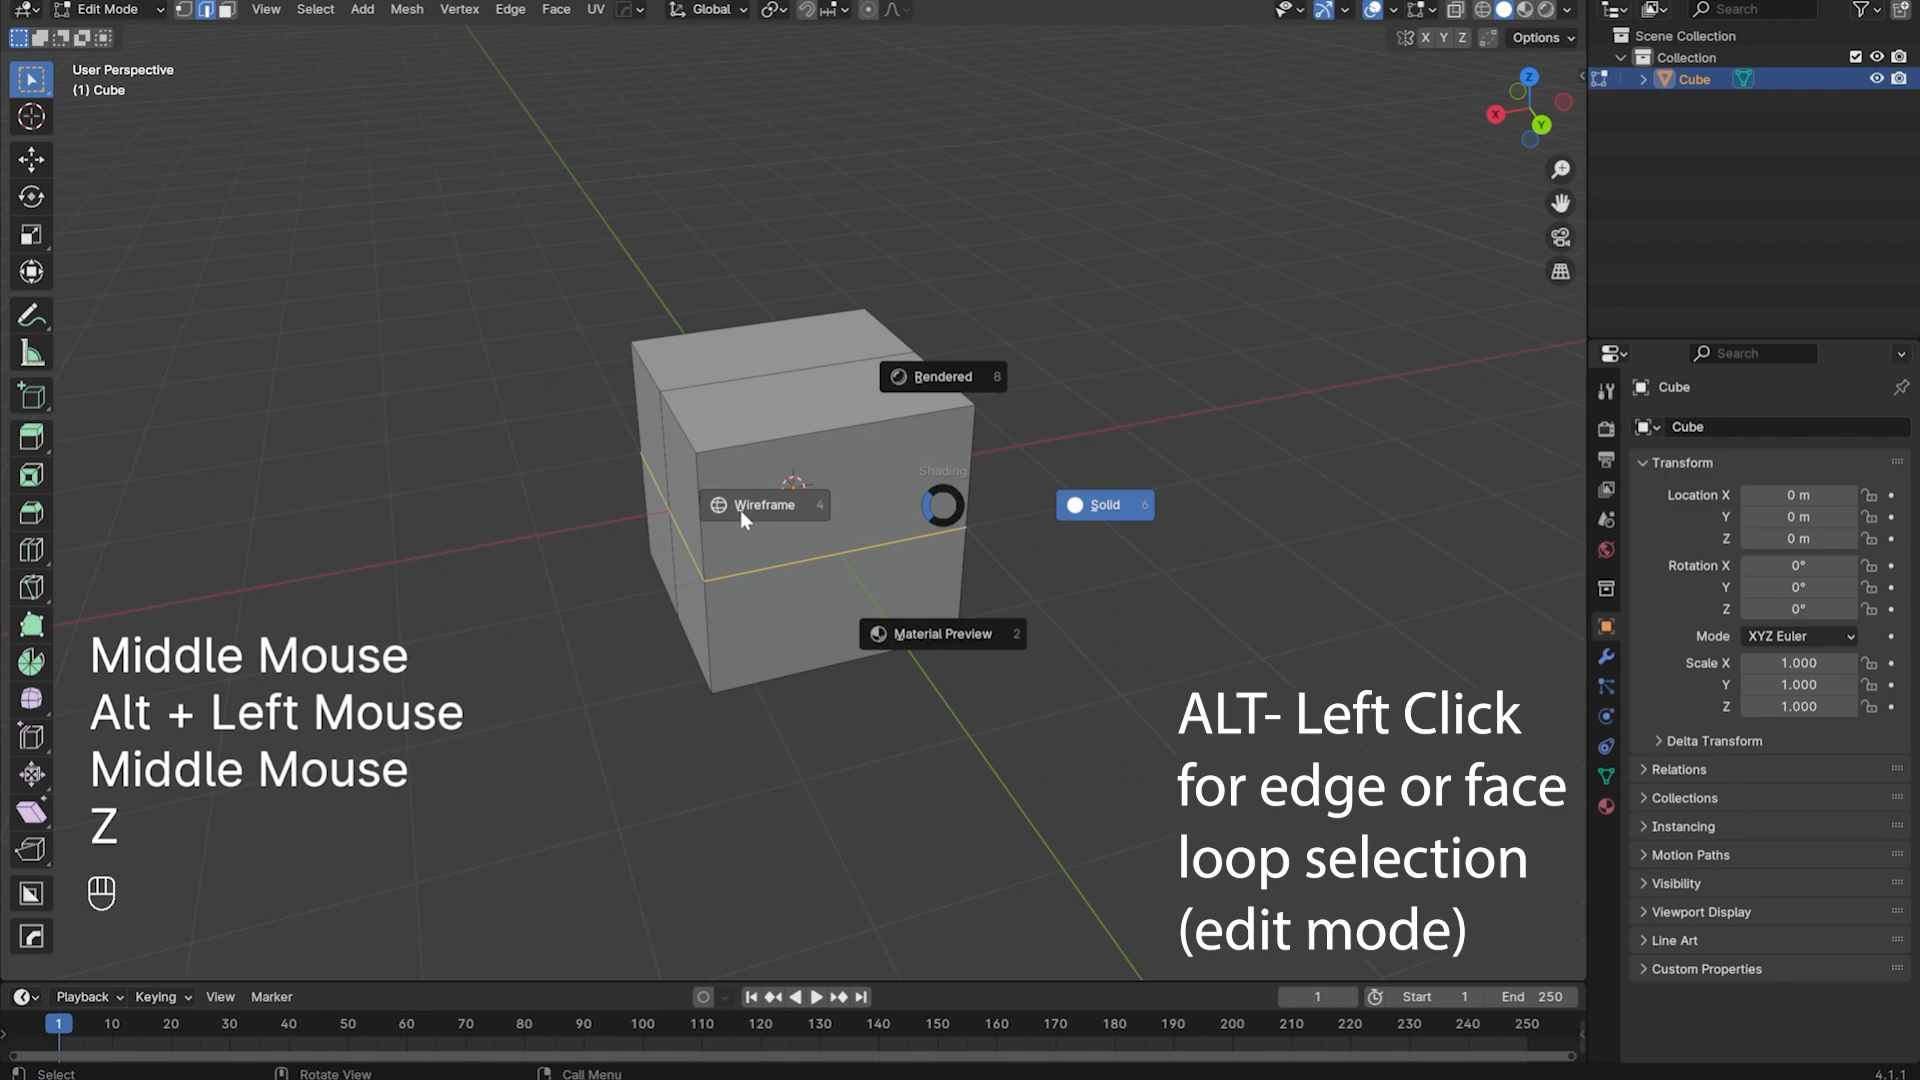 Edit Mode View Select Add Mesh Vertex Edge Face UV Global Search
X Y Z Options
User Perspective
(1) Cube
Scene Collection
Collection
Cube
Z
X
Y
Rendered 8
Shading
Wireframe 4
Solid 6
Material Preview 2
Middle Mouse
Alt + Left Mouse
Middle Mouse
Z
ALT- Left Click
for edge or face
loop selection
(edit mode)
Search
Cube
Cube
Transform
Location X 0 m
Y 0 m
Z 0 m
Rotation X 0°
Y 0°
Z 0°
Mode XYZ Euler
Scale X 1.000
Y 1.000
Z 1.000
Delta Transform
Relations
Collections
Instancing
Motion Paths
Visibility
Viewport Display
Line Art
Custom Properties
Playback Keying View Marker 1 Start 1 End 250
1 10 20 30 40 50 60 70 80 90 100 110 120 130 140 150 160 170 180 190 200 210 220 230 240 250
Select Rotate View Call Menu 4.1.1